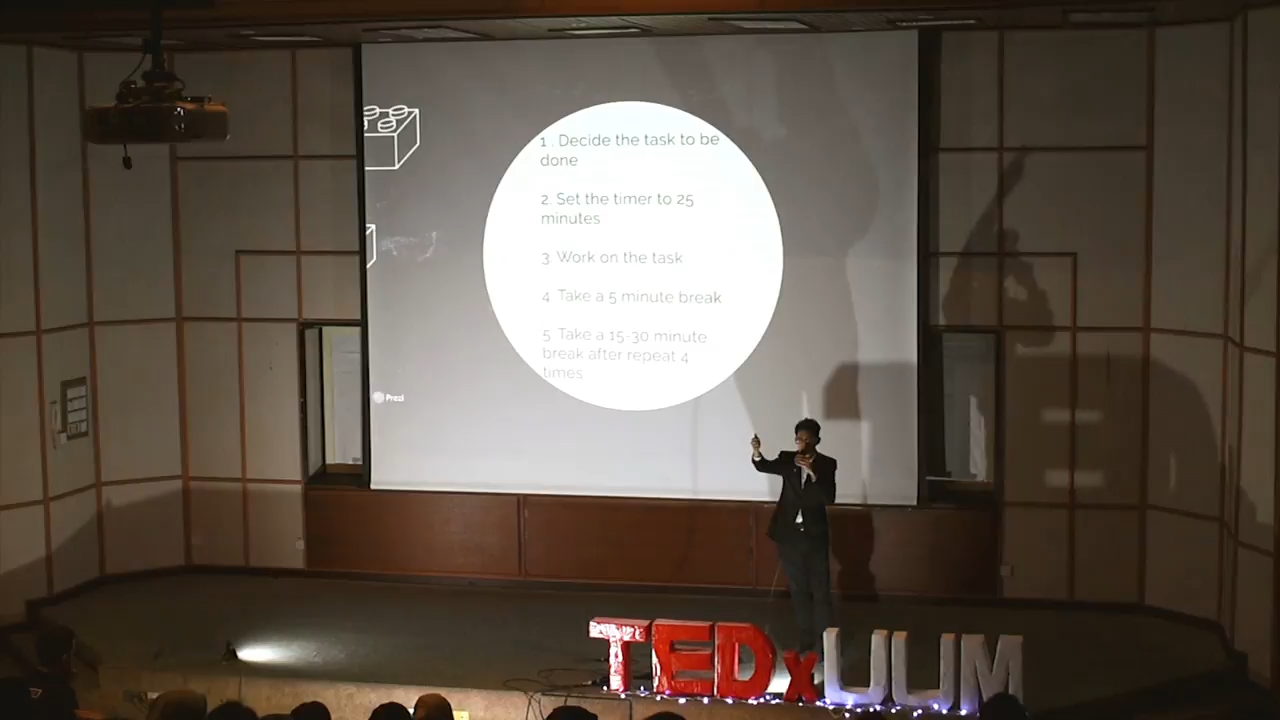 1 . Decide the task to be
done
2. Set the timer to 25
minutes
3. Work on the task
4. Take a 5 minute break
5. Take a 15-30 minute
break after repeat 4
times
Prezi
TEDxUUM